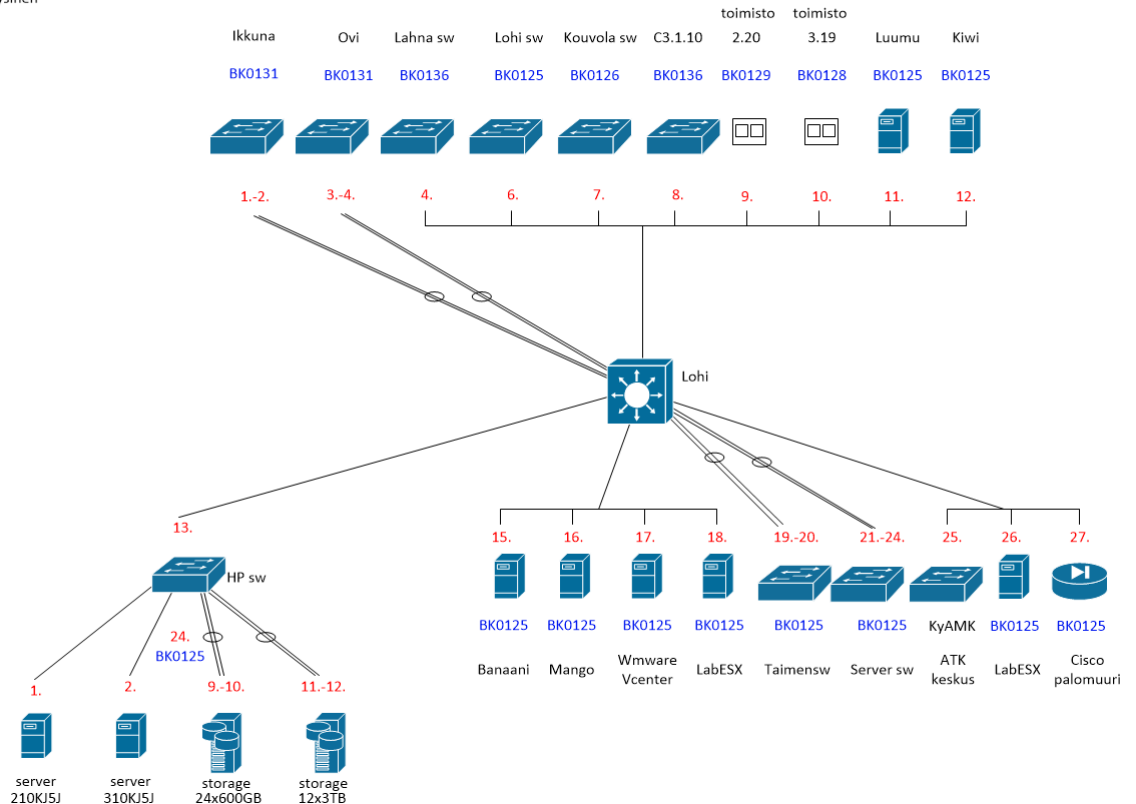 toimisto toimisto
Ikkuna Ovi Lahna sw Lohi sw Kouvola sw C3.1.10 2.20 3.19 Luumu Kiwi
BK0131 BK0131 BK0136 BK0125 BK0126 BK0136 BK0129 BK0128 BK0125 BK0125
1.-2. 3.-4. 4. 6. 7. 8. 9. 10. 11. 12.
Lohi
13.
HP sw
24.
BK0125
1. 2. 9.-10. 11.-12.
server server storage storage
210KJ5J 310KJ5J 24x600GB 12x3TB
15. 16. 17. 18. 19.-20. 21.-24. 25. 26. 27.
BK0125 BK0125 BK0125 BK0125 BK0125 BK0125 KyAMK BK0125 BK0125
Banaani Mango Wmware LabESX Taimensw Server sw ATK LabESX Cisco
Vcenter keskus palomuuri